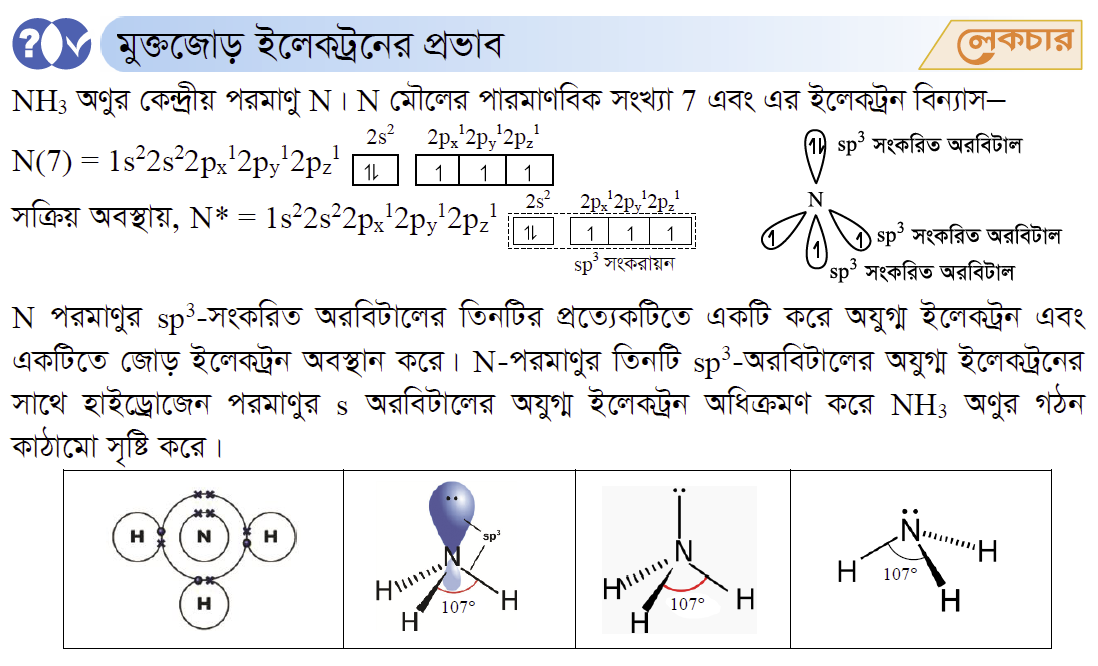 মুক্তজোড় ইলেকট্রনের প্রভাব
লেকচার
NH₃ অণুর কেন্দ্রীয় পরমাণু N। N মৌলের পারমাণবিক সংখ্যা 7 এবং এর ইলেকট্রন বিন্যাস–
2s² 2pₓ¹2pᵧ¹2p_z¹
N(7) = 1s²2s²2pₓ¹2pᵧ¹2p_z¹ ⥮ ↿ ↿ ↿
2s² 2pₓ¹2pᵧ¹2p_z¹
সক্রিয় অবস্থায়, N* = 1s²2s²2pₓ¹2pᵧ¹2p_z¹ ⥮ ↿ ↿ ↿
sp³ সংকরায়ন
⥮ sp³ সংকরিত অরবিটাল
N
↿ ↿ ↿ sp³ সংকরিত অরবিটাল
sp³ সংকরিত অরবিটাল
N পরমাণুর sp³-সংকরিত অরবিটালের তিনটির প্রত্যেকটিতে একটি করে অযুগ্ম ইলেকট্রন এবং
একটিতে জোড় ইলেকট্রন অবস্থান করে। N-পরমাণুর তিনটি sp³-অরবিটালের অযুগ্ম ইলেকট্রনের
সাথে হাইড্রোজেন পরমাণুর s অরবিটালের অযুগ্ম ইলেকট্রন অধিক্রমণ করে NH₃ অণুর গঠন
কাঠামো সৃষ্টি করে।
H N H
H
sp³
N
H H H
107°
N
H H H
107°
N
H H H
107°